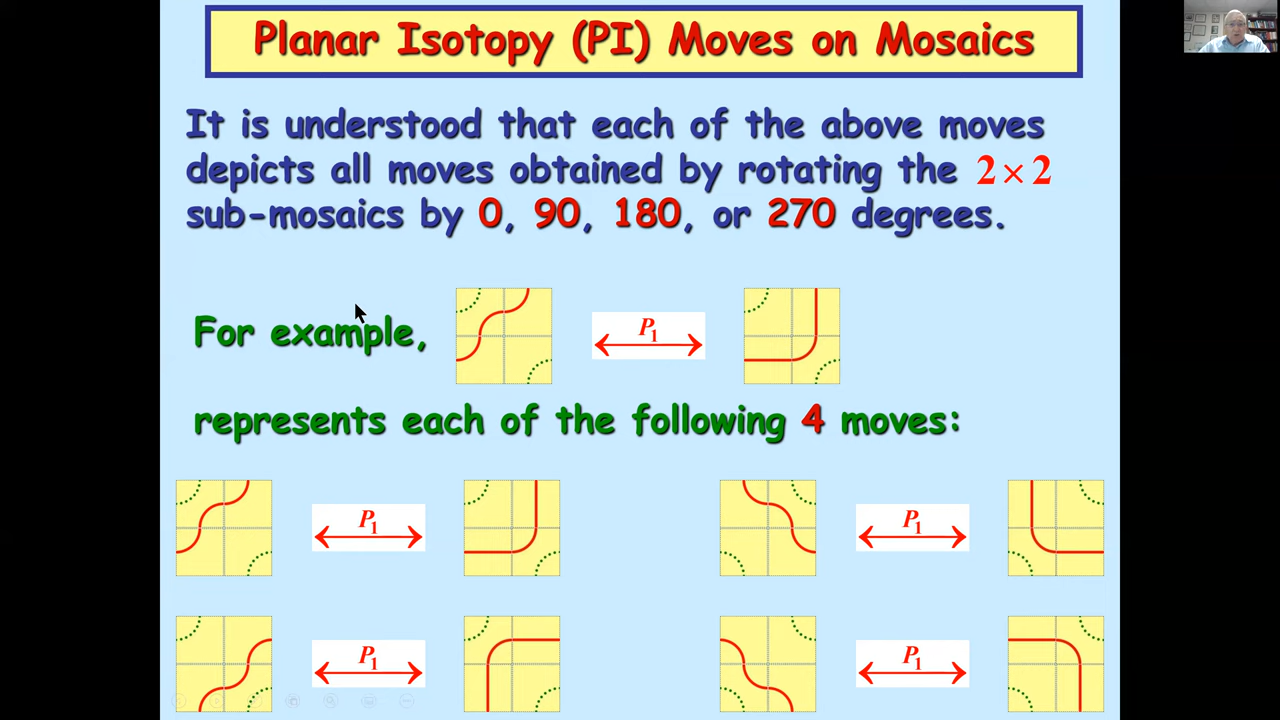 Planar Isotopy (PI) Moves on Mosaics
It is understood that each of the above moves
depicts all moves obtained by rotating the 2 × 2
sub-mosaics by 0, 90, 180, or 270 degrees.
For example,
P₁
represents each of the following 4 moves:
P₁
P₁
P₁
P₁